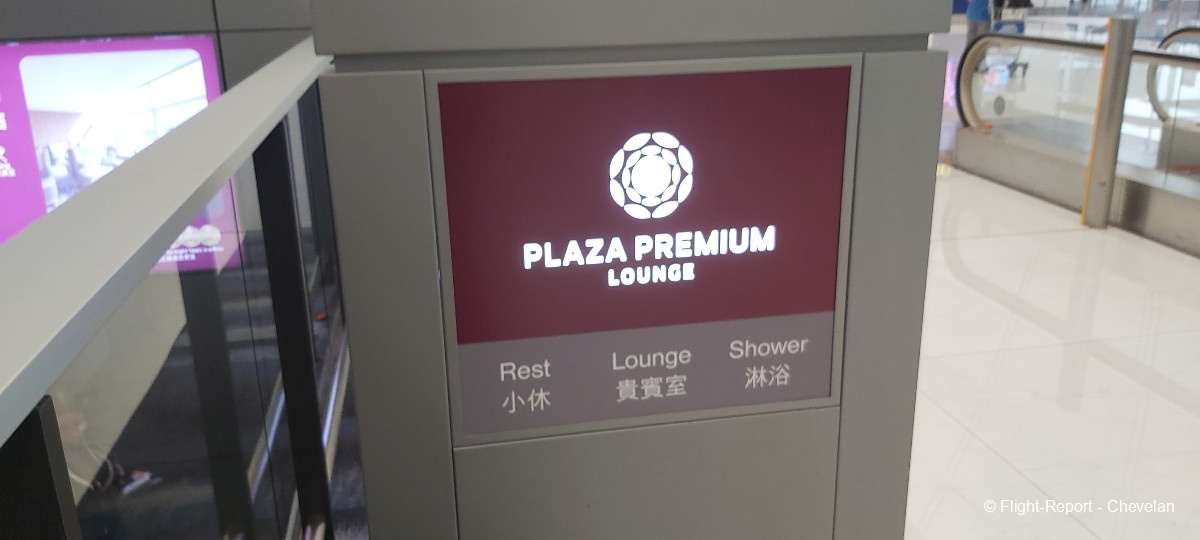 PLAZA PREMIUM
LOUNGE
Rest
小休
Lounge
貴賓室
Shower
淋浴
© Flight-Report - Chevelan